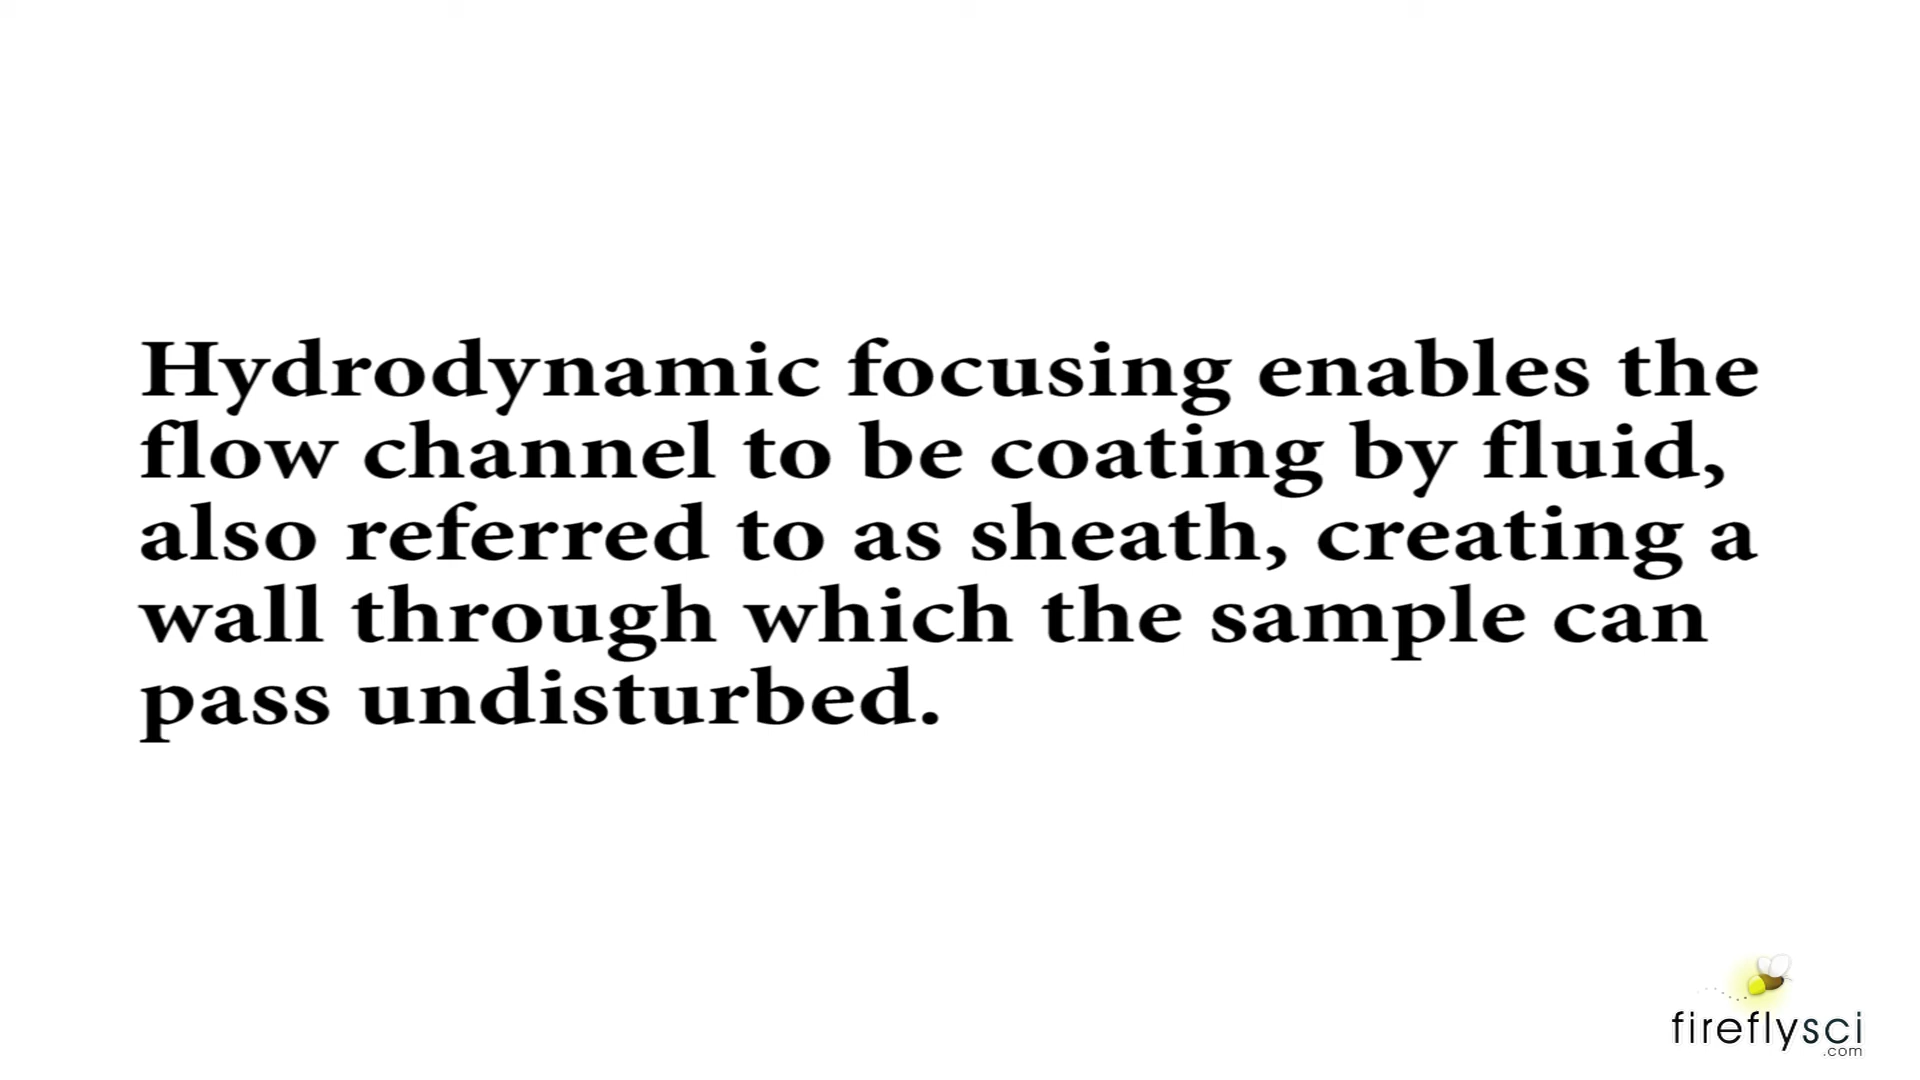 Hydrodynamic focusing enables the
flow channel to be coating by fluid,
also referred to as sheath, creating a
wall through which the sample can
pass undisturbed.
fireflysci
.com